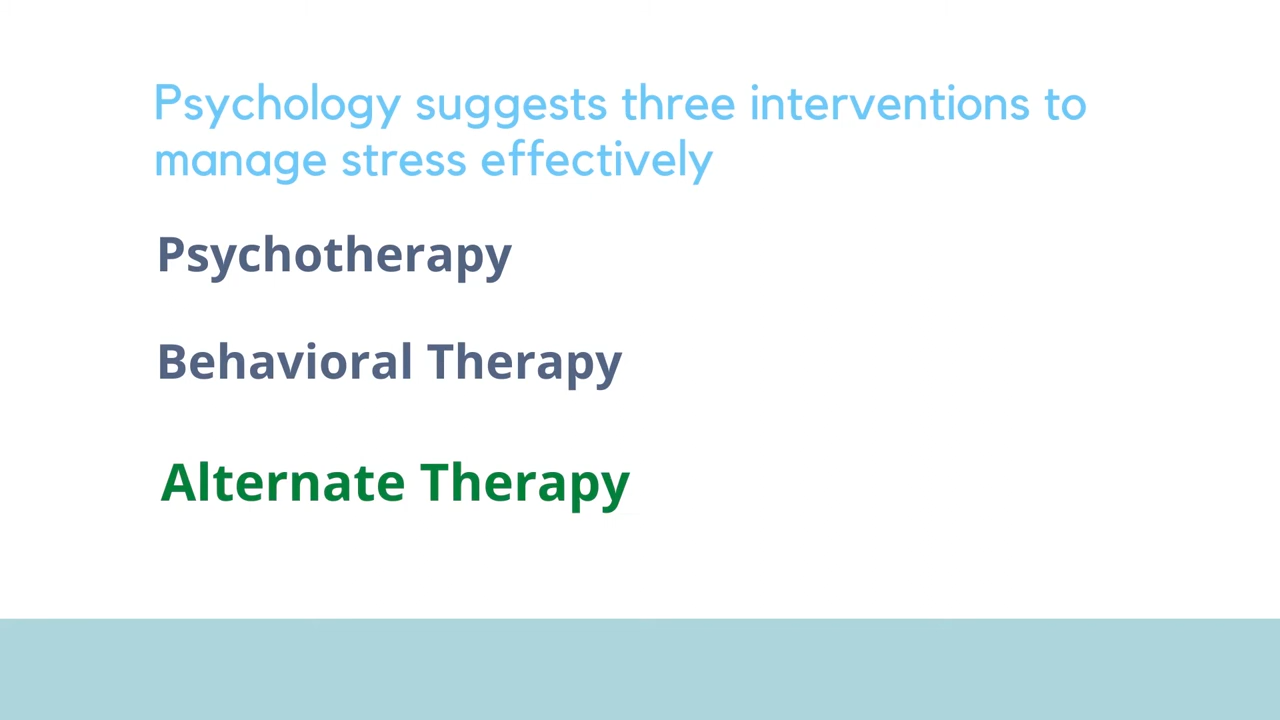 Psychology suggests three interventions to
manage stress effectively
Psychotherapy
Behavioral Therapy
Alternate Therapy